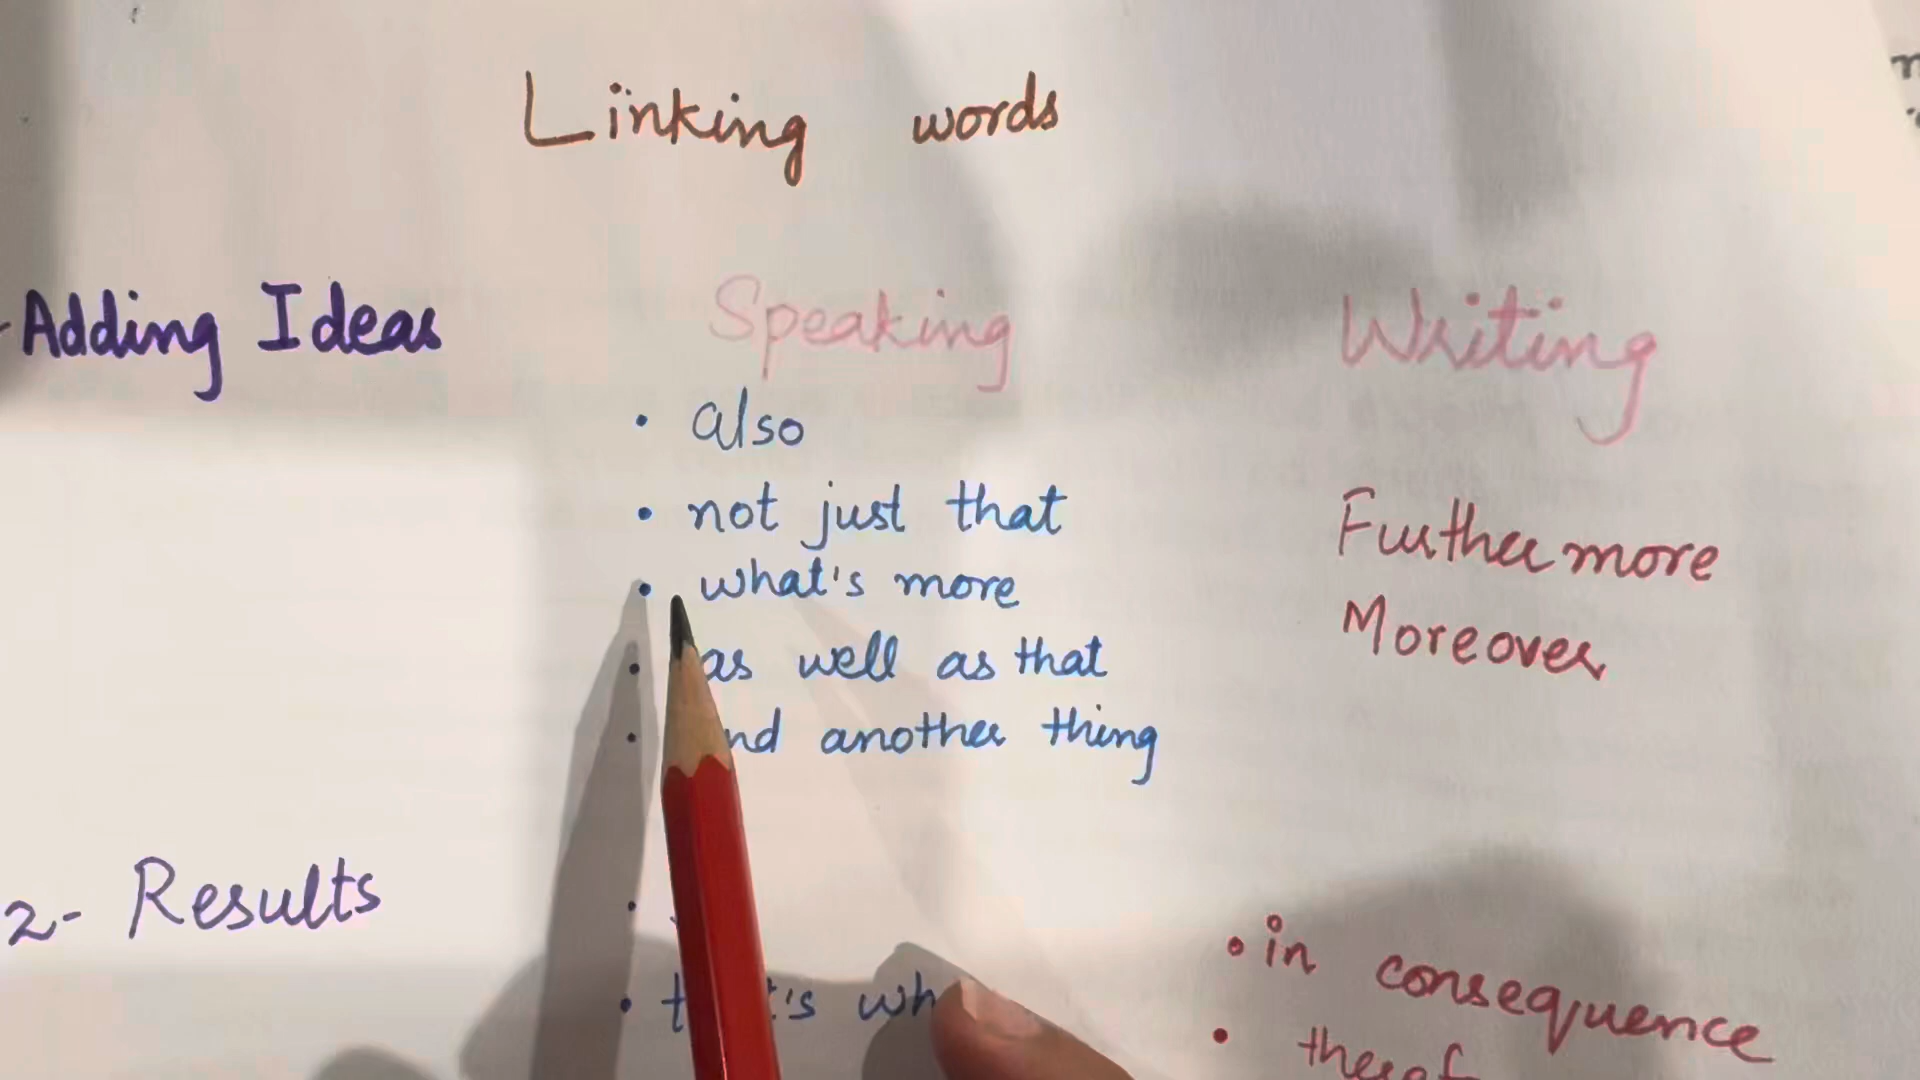 Linking words
Adding Ideas Speaking Writing
• also
• not just that
• what's more
• as well as that
• another thing
Furthermore
Moreover
2- Results
• in consequence